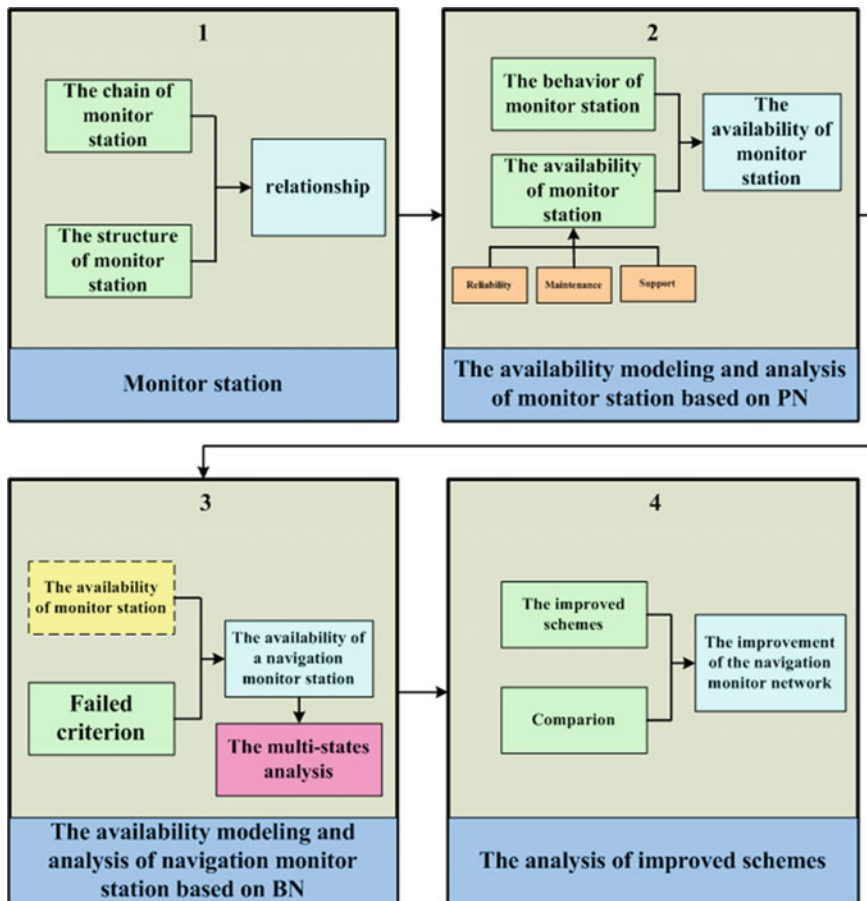 1
The chain of
monitor
station
The structure
of monitor
station
relationship
Monitor station
2
The behavior of
monitor station
The availability
of monitor
station
Reliability
Maintenance
Support
The
availability of
monitor
station
The availability modeling and analysis
of monitor station based on PN
3
The availability
of monitor station
Failed
criterion
The availability of
a navigation
monitor station
The multi-states
analysis
The availability modeling and
analysis of navigation monitor
station based on BN
4
The improved
schemes
Comparion
The improvement
of the navigation
monitor network
The analysis of improved schemes